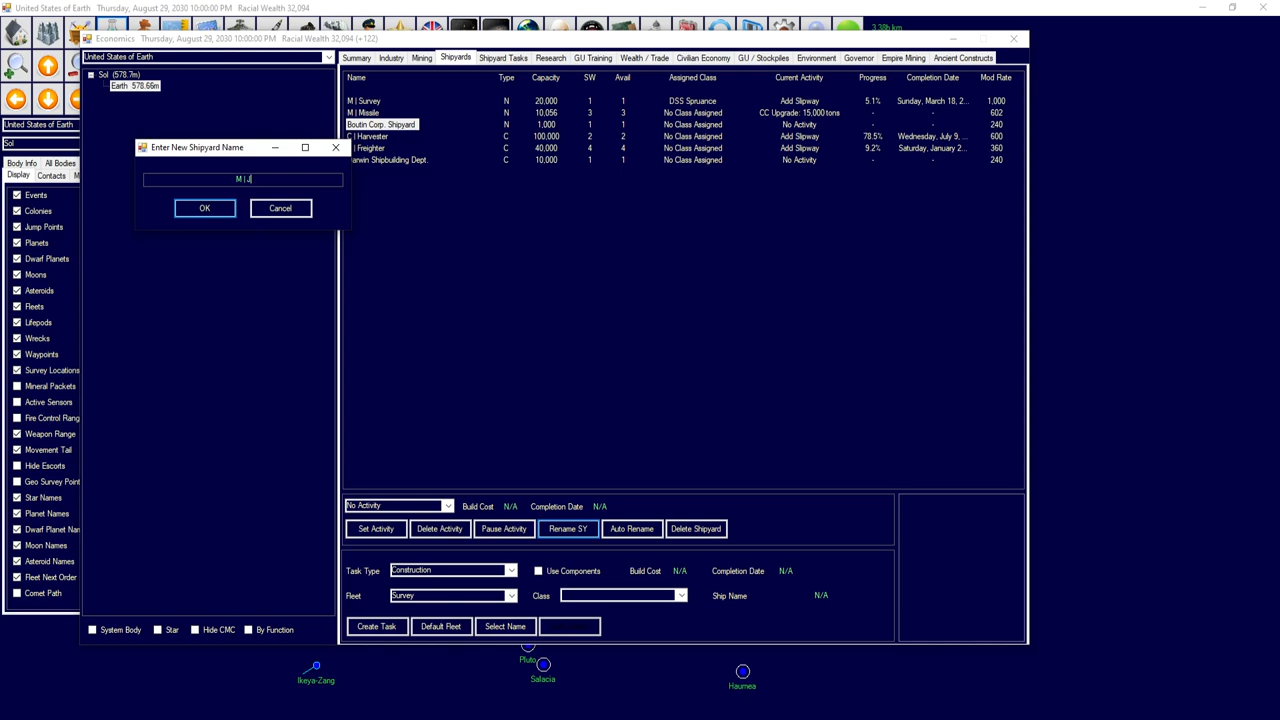 United States of Earth   Thursday, August 29, 2030 10:00:00 PM   Racial Wealth 32,094
3.38b km
Economics   Thursday, August 29, 2030 10:00:00 PM   Racial Wealth 32,094 (+122)
United States of Earth
Summary Industry Mining Shipyards Shipyard Tasks Research GU Training Wealth / Trade Civilian Economy GU / Stockpiles Environment Governor Empire Mining Ancient Constructs
Sol (578.7m)
Earth 578.66m
Name Type Capacity SW Avail Assigned Class Current Activity Progress Completion Date Mod Rate
M | Survey N 20,000 1 1 DSS Spruance Add Slipway 5.1% Sunday, March 18, 2... 1,000
M | Missile N 10,056 3 3 No Class Assigned CC Upgrade: 15,000 tons - - 602
Boutin Corp. Shipyard N 1,000 1 1 No Class Assigned No Activity - - 240
C | Harvester C 100,000 2 2 No Class Assigned Add Slipway 78.5% Wednesday, July 9, ... 600
| Freighter C 40,000 4 4 No Class Assigned Add Slipway 9.2% Saturday, January 2... 360
Darwin Shipbuilding Dept. C 10,000 1 1 No Class Assigned No Activity - - 240
Enter New Shipyard Name
M | J
OK Cancel
United States of Earth
Sol
Body Info All Bodies
Display Contacts M
Events
Colonies
Jump Points
Planets
Dwarf Planets
Moons
Asteroids
Fleets
Lifepods
Wrecks
Waypoints
Survey Locations
Mineral Packets
Active Sensors
Fire Control Rang
Weapon Range
Movement Tail
Hide Escorts
Geo Survey Point
Star Names
Planet Names
Dwarf Planet Nam
Moon Names
Asteroid Names
Fleet Next Order
Comet Path
No Activity Build Cost N/A Completion Date N/A
Set Activity Delete Activity Pause Activity Rename SY Auto Rename Delete Shipyard
Task Type Construction Use Components Build Cost N/A Completion Date N/A
Fleet Survey Class Ship Name N/A
Create Task Default Fleet Select Name
System Body Star Hide CMC By Function
Pluto
Ikeya-Zang
Salacia
Haumea